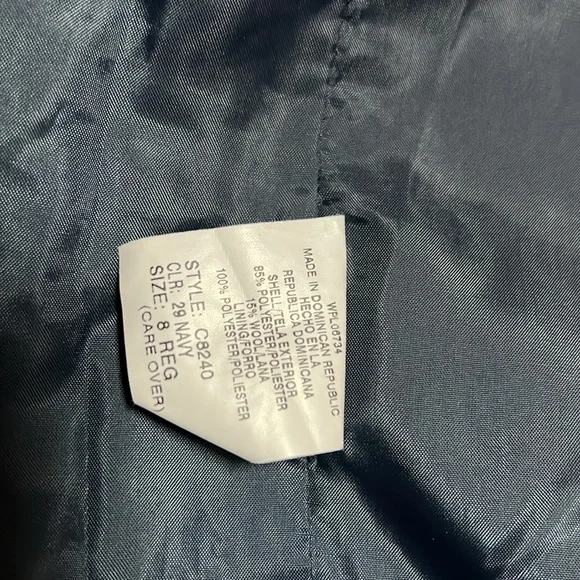 WPL06734
MADE IN DOMINICAN REPUBLIC
HECHO EN LA
REPUBLICA DOMINICANA
SHELL/TELA EXTERIOR
85% POLYESTER/POLIESTER
15% WOOL/LANA
LINING/FORRO
100% POLYESTER/POLIESTER
STYLE: C8240
CLR: 29 NAVY
SIZE: 8 REG
(CARE OVER)